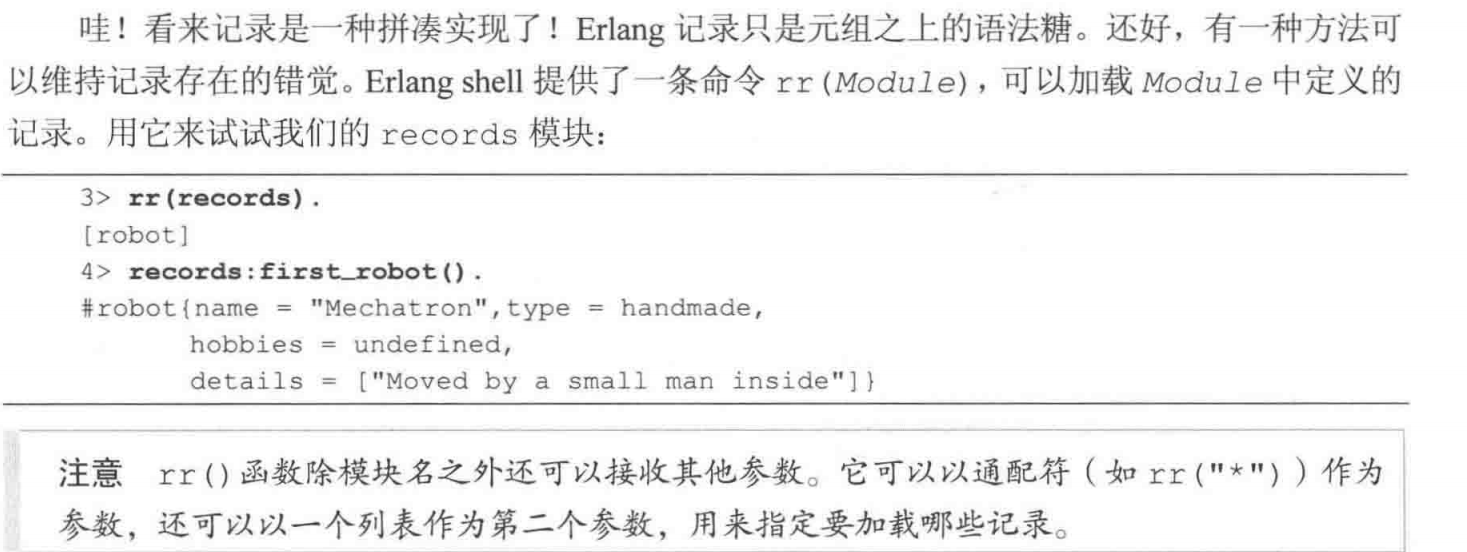 哇！看来记录是一种拼凑实现了！Erlang 记录只是元组之上的语法糖。还好，有一种方法可
以维持记录存在的错觉。Erlang shell 提供了一条命令 rr(Module)，可以加载 Module 中定义的
记录。用它来试试我们的 records 模块：
3> rr(records).
[robot]
4> records:first_robot().
#robot{name = "Mechatron",type = handmade,
hobbies = undefined,
details = ["Moved by a small man inside"]}
注意 rr()函数除模块名之外还可以接收其他参数。它可以以通配符（如 rr("*")）作为
参数，还可以以一个列表作为第二个参数，用来指定要加载哪些记录。